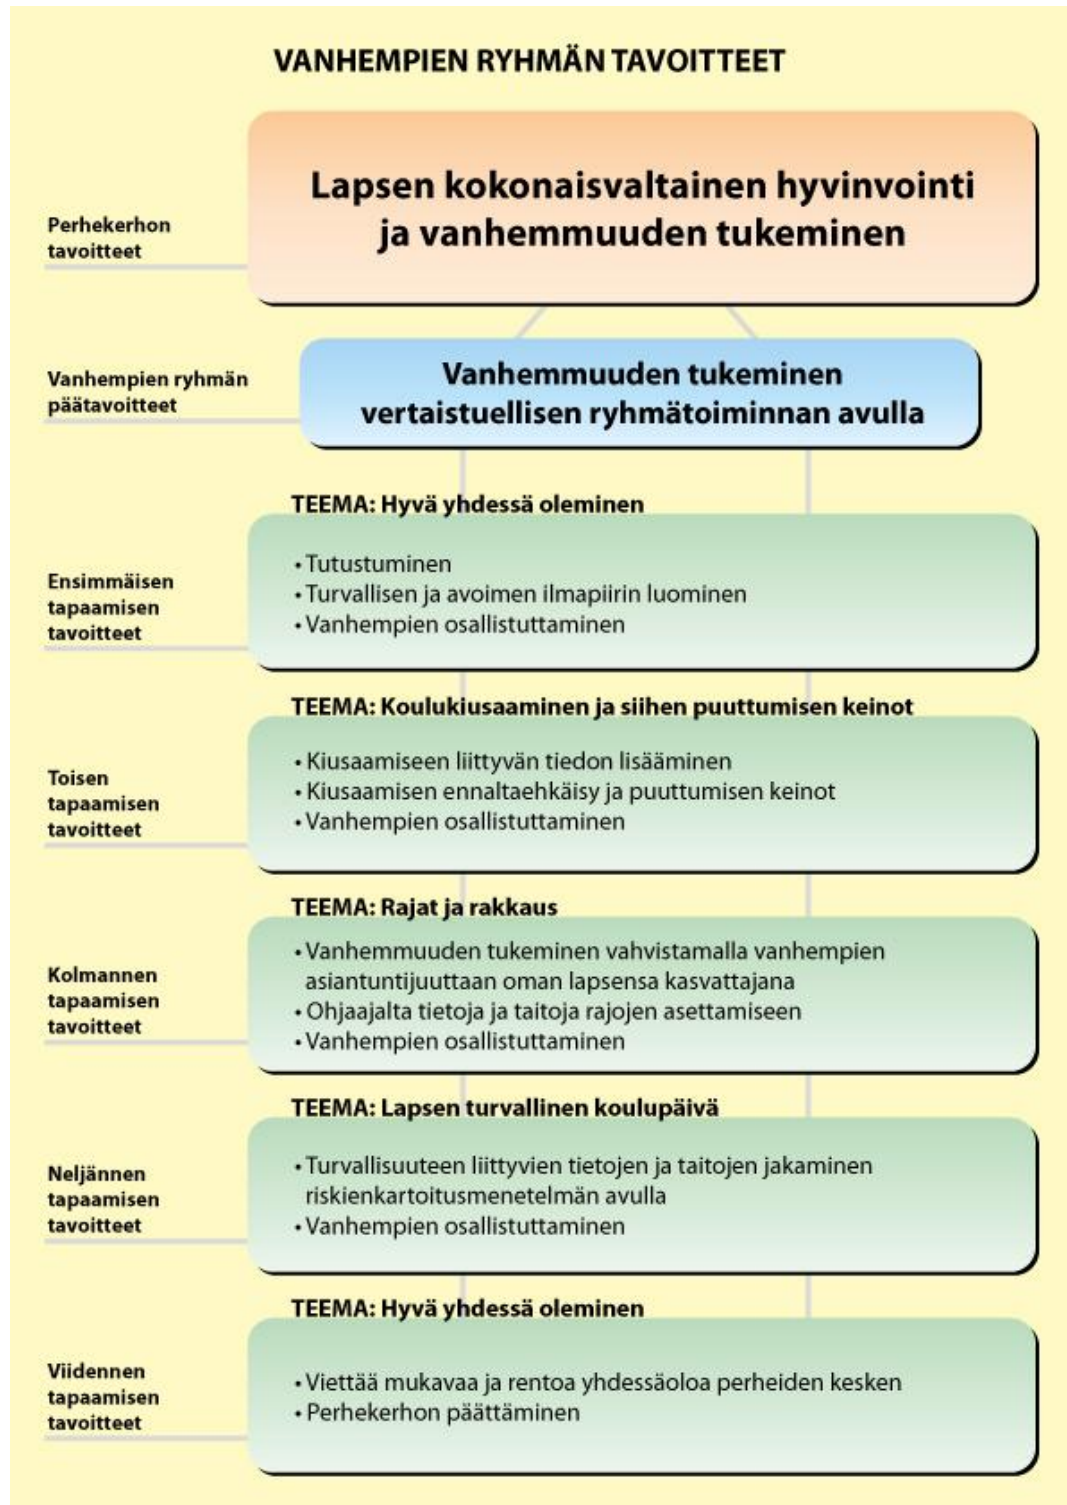 VANHEMPIEN RYHMÄN TAVOITTEET
Perhekerhon
tavoitteet
Lapsen kokonaisvaltainen hyvinvointi
ja vanhemmuuden tukeminen
Vanhempien ryhmän
päätavoitteet
Vanhemmuuden tukeminen
vertaistuellisen ryhmätoiminnan avulla
TEEMA: Hyvä yhdessä oleminen
Ensimmäisen
tapaamisen
tavoitteet
• Tutustuminen
• Turvallisen ja avoimen ilmapiirin luominen
• Vanhempien osallistuttaminen
TEEMA: Koulukiusaaminen ja siihen puuttumisen keinot
Toisen
tapaamisen
tavoitteet
• Kiusaamiseen liittyvän tiedon lisääminen
• Kiusaamisen ennaltaehkäisy ja puuttumisen keinot
• Vanhempien osallistuttaminen
TEEMA: Rajat ja rakkaus
Kolmannen
tapaamisen
tavoitteet
• Vanhemmuuden tukeminen vahvistamalla vanhempien
asiantuntijuuttaan oman lapsensa kasvattajana
• Ohjaajalta tietoja ja taitoja rajojen asettamiseen
• Vanhempien osallistuttaminen
TEEMA: Lapsen turvallinen koulupäivä
Neljännen
tapaamisen
tavoitteet
• Turvallisuuteen liittyvien tietojen ja taitojen jakaminen
riskienkartoitusmenetelmän avulla
• Vanhempien osallistuttaminen
TEEMA: Hyvä yhdessä oleminen
Viidennen
tapaamisen
tavoitteet
• Viettää mukavaa ja rentoa yhdessäoloa perheiden kesken
• Perhekerhon päättäminen